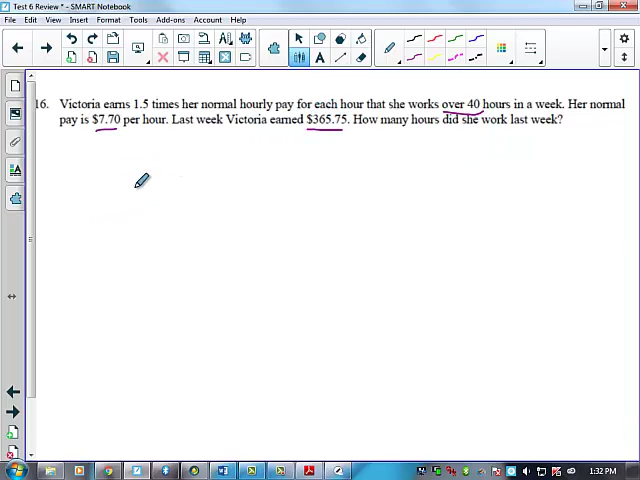 Test 6 Review * - SMART Notebook
File Edit View Insert Format Tools Add-ons Account Help
16. Victoria earns 1.5 times her normal hourly pay for each hour that she works over 40 hours in a week. Her normal
pay is $7.70 per hour. Last week Victoria earned $365.75. How many hours did she work last week?
1:32 PM